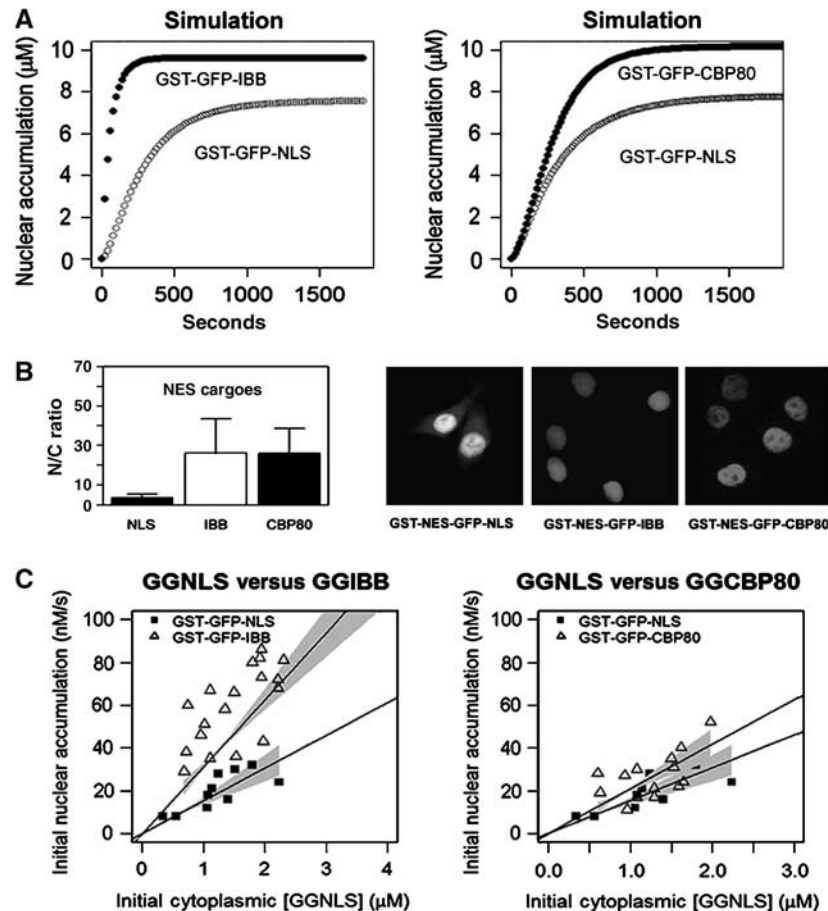 A
Simulation
Simulation
Nuclear accumulation (µM)
10
8
6
4
2
0
GST-GFP-IBB
GST-GFP-NLS
0 500 1000 1500
Seconds
Nuclear accumulation (µM)
10
8
6
4
2
0
GST-GFP-CBP80
GST-GFP-NLS
0 500 1000 1500
Seconds
B
N/C ratio
70
50
30
10
0
NES cargoes
NLS IBB CBP80
GST-NES-GFP-NLS
GST-NES-GFP-IBB
GST-NES-GFP-CBP80
C
GGNLS versus GGIBB
GGNLS versus GGCBP80
Initial nuclear accumulation (nM/s)
100
80
60
40
20
0
GST-GFP-NLS
GST-GFP-IBB
0 1 2 3 4
Initial cytoplasmic [GGNLS] (µM)
Initial nuclear accumulation (nM/s)
100
80
60
40
20
0
GST-GFP-NLS
GST-GFP-CBP80
0.0 1.0 2.0 3.0
Initial cytoplasmic [GGNLS] (µM)